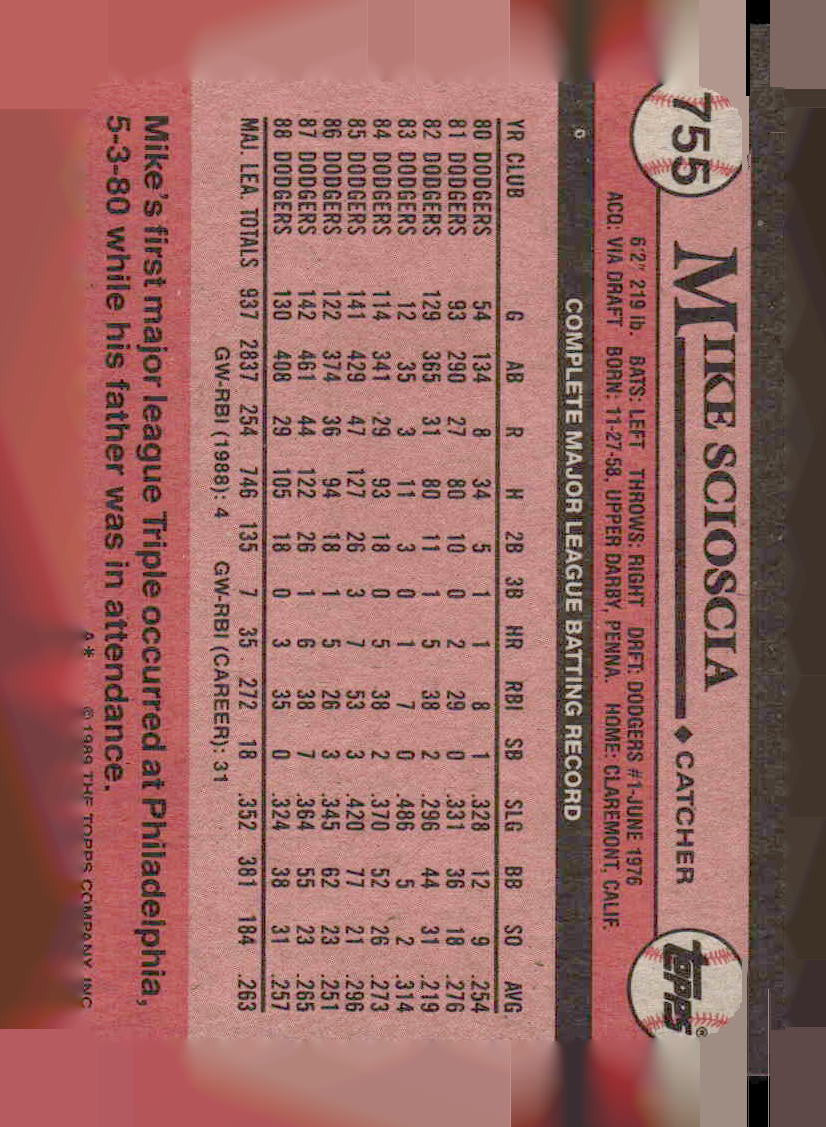 755 MIKE SCIOSCIA ◆ CATCHER Topps®
6'2" 219 lb. BATS: LEFT THROWS: RIGHT DRFT: DODGERS #1-JUNE 1976
ACQ: VIA DRAFT BORN: 11-27-58, UPPER DARBY, PENNA. HOME: CLAREMONT, CALIF.
© COMPLETE MAJOR LEAGUE BATTING RECORD
YR CLUB G AB R H 2B 3B HR RBI SB SLG BB SO AVG
80 DODGERS 54 134 8 34 5 1 1 8 1 .328 12 9 .254
81 DODGERS 93 290 27 80 10 0 2 29 0 .331 36 18 .276
82 DODGERS 129 365 31 80 11 1 5 38 2 .296 44 31 .219
83 DODGERS 12 35 3 11 3 0 1 7 0 .486 5 2 .314
84 DODGERS 114 341 29 93 18 0 5 38 2 .370 52 26 .273
85 DODGERS 141 429 47 127 26 3 7 53 3 .420 77 21 .296
86 DODGERS 122 374 36 94 18 1 5 26 3 .345 62 23 .251
87 DODGERS 142 461 44 122 26 1 6 38 7 .364 55 23 .265
88 DODGERS 130 408 29 105 18 0 3 35 0 .324 38 31 .257
MAJ. LEA. TOTALS 937 2837 254 746 135 7 35 272 18 .352 381 184 .263
GW-RBI (1988): 4 GW-RBI (CAREER): 31
Mike's first major league Triple occurred at Philadelphia,
5-3-80 while his father was in attendance.
A* © 1989 THE TOPPS COMPANY, INC